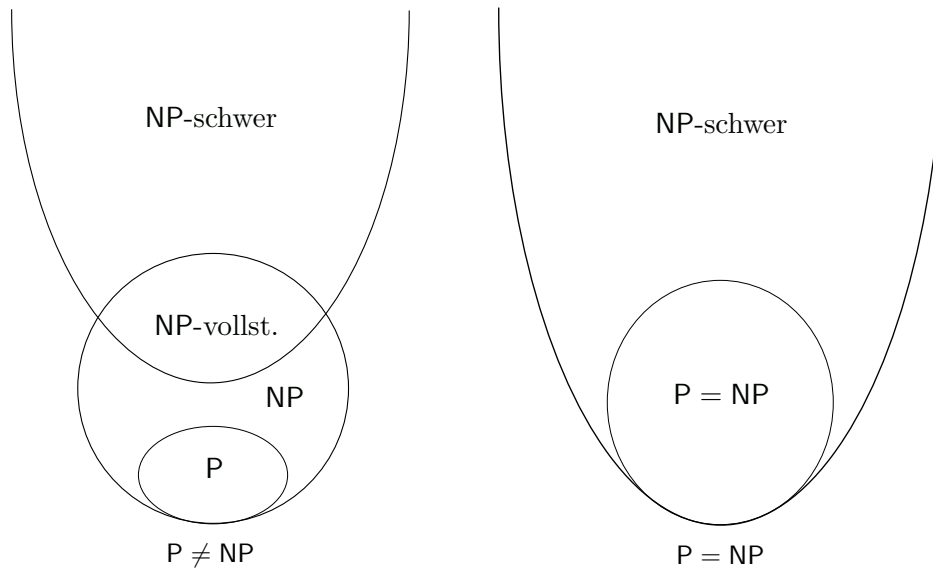 NP-schwer
NP-vollst.
NP
P
P ≠ NP
NP-schwer
P = NP
P = NP